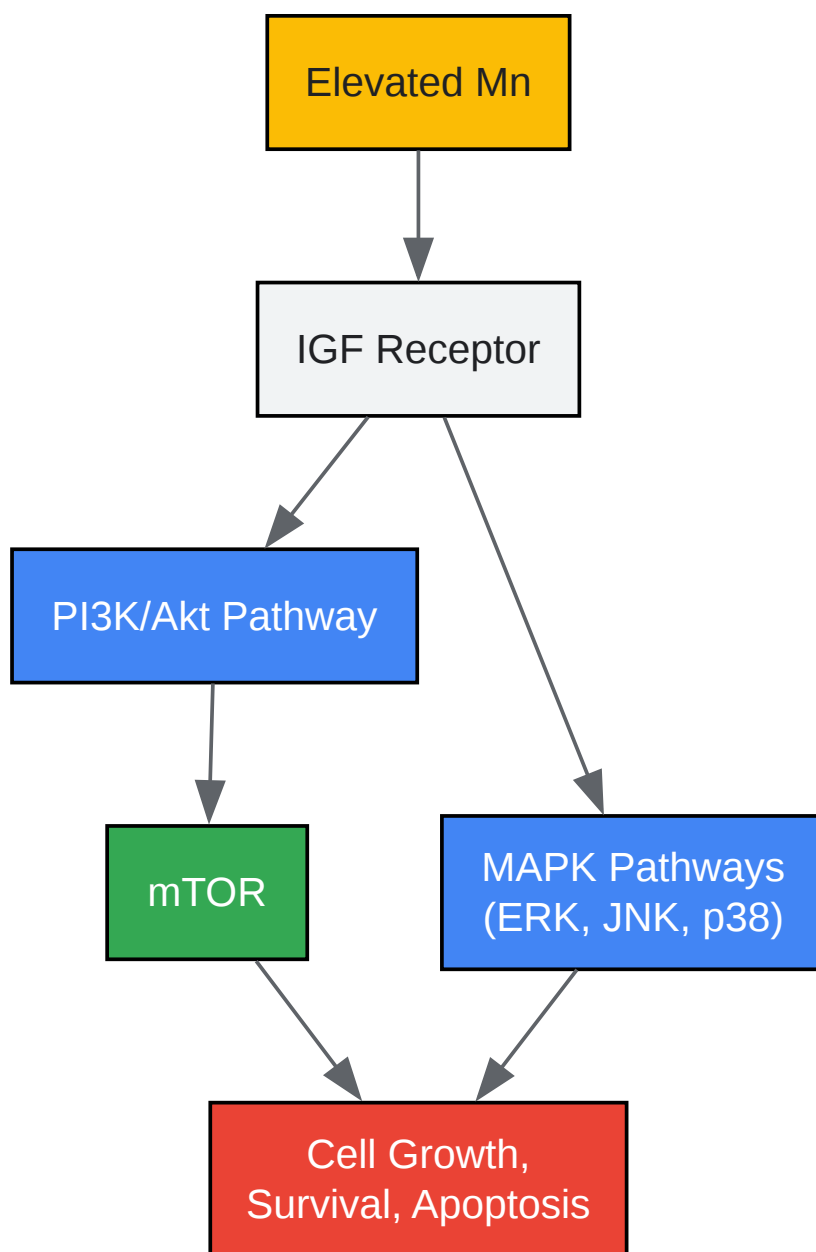 Elevated Mn
IGF Receptor
PI3K/Akt Pathway
mTOR
MAPK Pathways
(ERK, JNK, p38)
Cell Growth,
Survival, Apoptosis